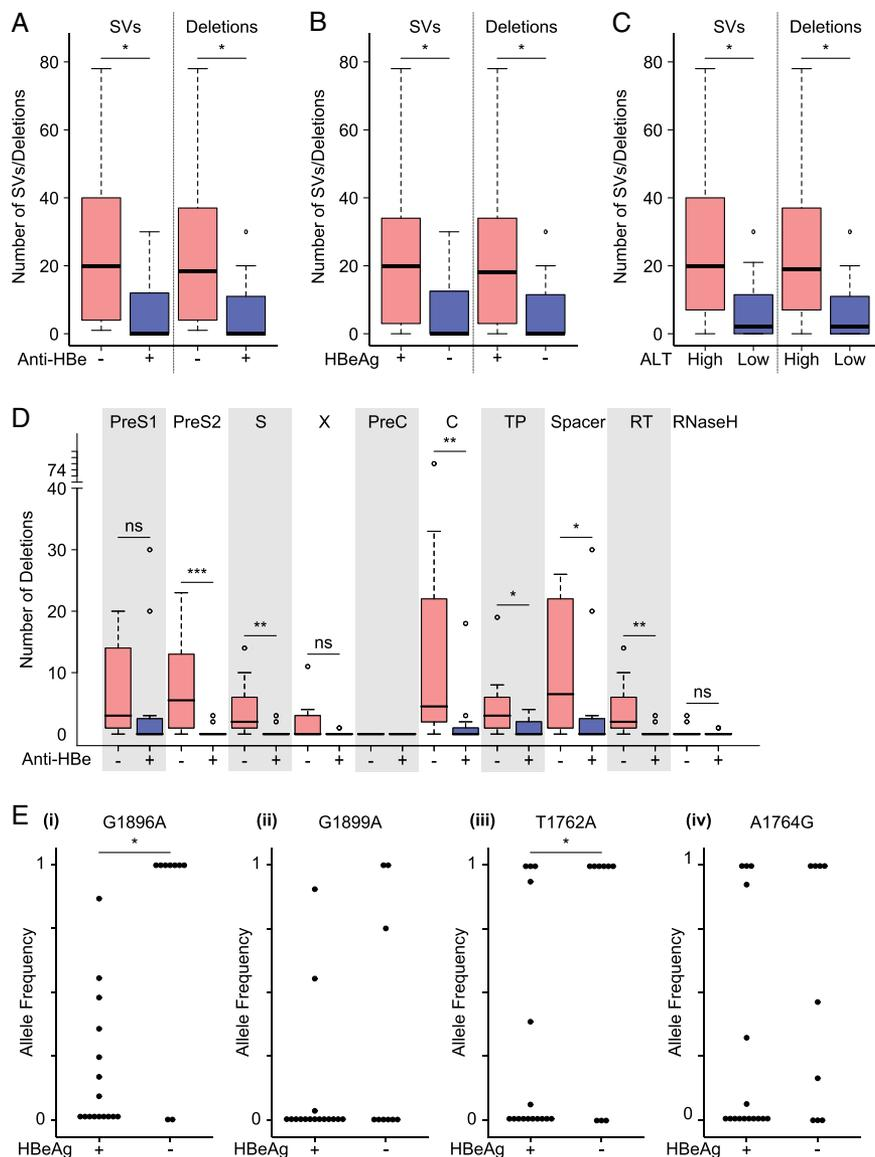 A
SVs
Deletions
*
*
Number of SVs/Deletions
80
60
40
20
0
Anti-HBe
-
+
-
+
B
SVs
Deletions
*
*
Number of SVs/Deletions
80
60
40
20
0
HBeAg
+
-
+
-
C
SVs
Deletions
*
*
Number of SVs/Deletions
80
60
40
20
0
ALT
High
Low
High
Low
D
PreS1
PreS2
S
X
PreC
C
TP
Spacer
RT
RNaseH
Number of Deletions
74
40
30
20
10
0
ns
***
**
ns
**
*
*
**
ns
Anti-HBe
- + - + - + - + - + - + - + - + - + - +
E
(i)
G1896A
*
Allele Frequency
1
0
HBeAg
+
-
(ii)
G1899A
Allele Frequency
1
0
HBeAg
+
-
(iii)
T1762A
*
Allele Frequency
1
0
HBeAg
+
-
(iv)
A1764G
Allele Frequency
1
0
HBeAg
+
-